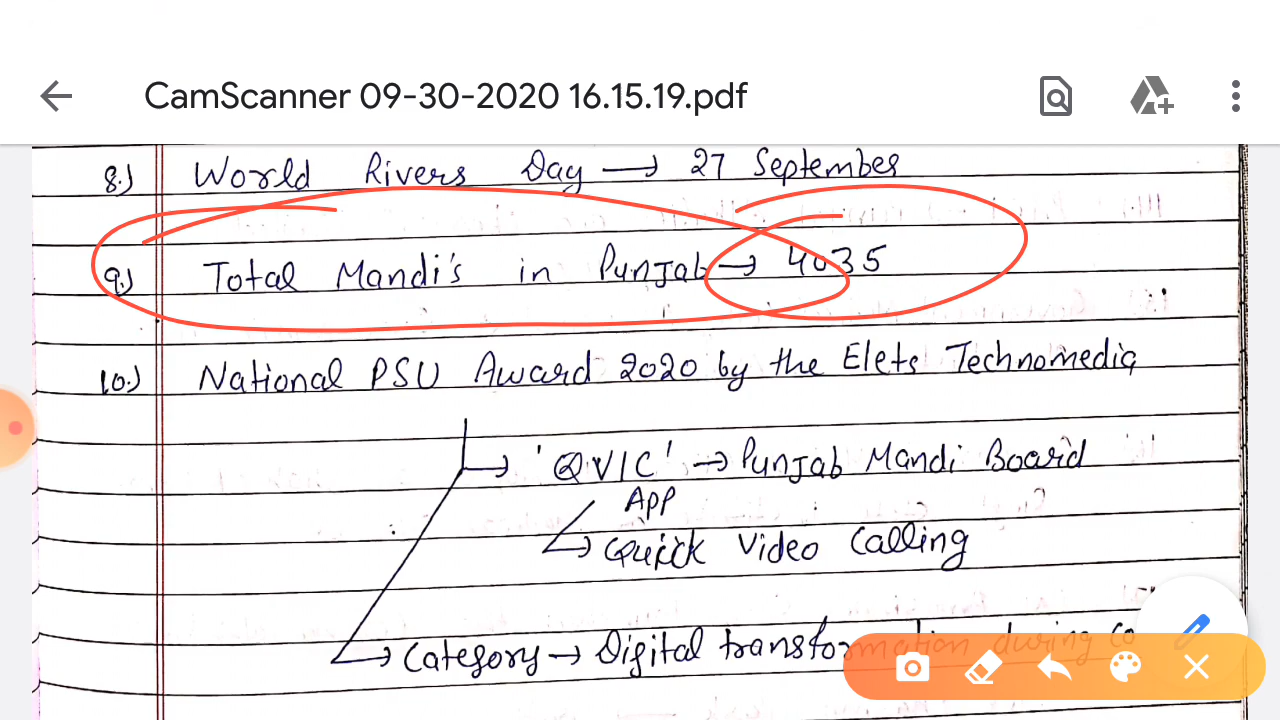 CamScanner 09-30-2020 16.15.19.pdf
8.) World Rivers Day → 27 September
9.) Total Mandi's in Punjab → 4035
10.) National PSU Award 2020 by the Elets Technomedia
→ 'QVIC' → Punjab Mandi Board
App
→ Quick Video Calling
→ Category → Digital transformation during co